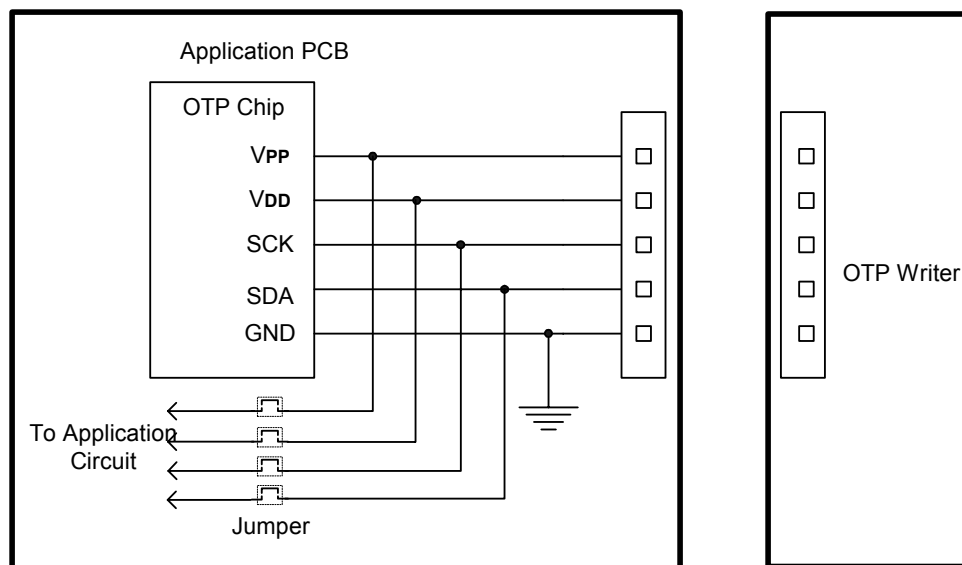 Application PCB
OTP Chip
VPP
VDD
SCK
SDA
GND
OTP Writer
To Application
Circuit
Jumper